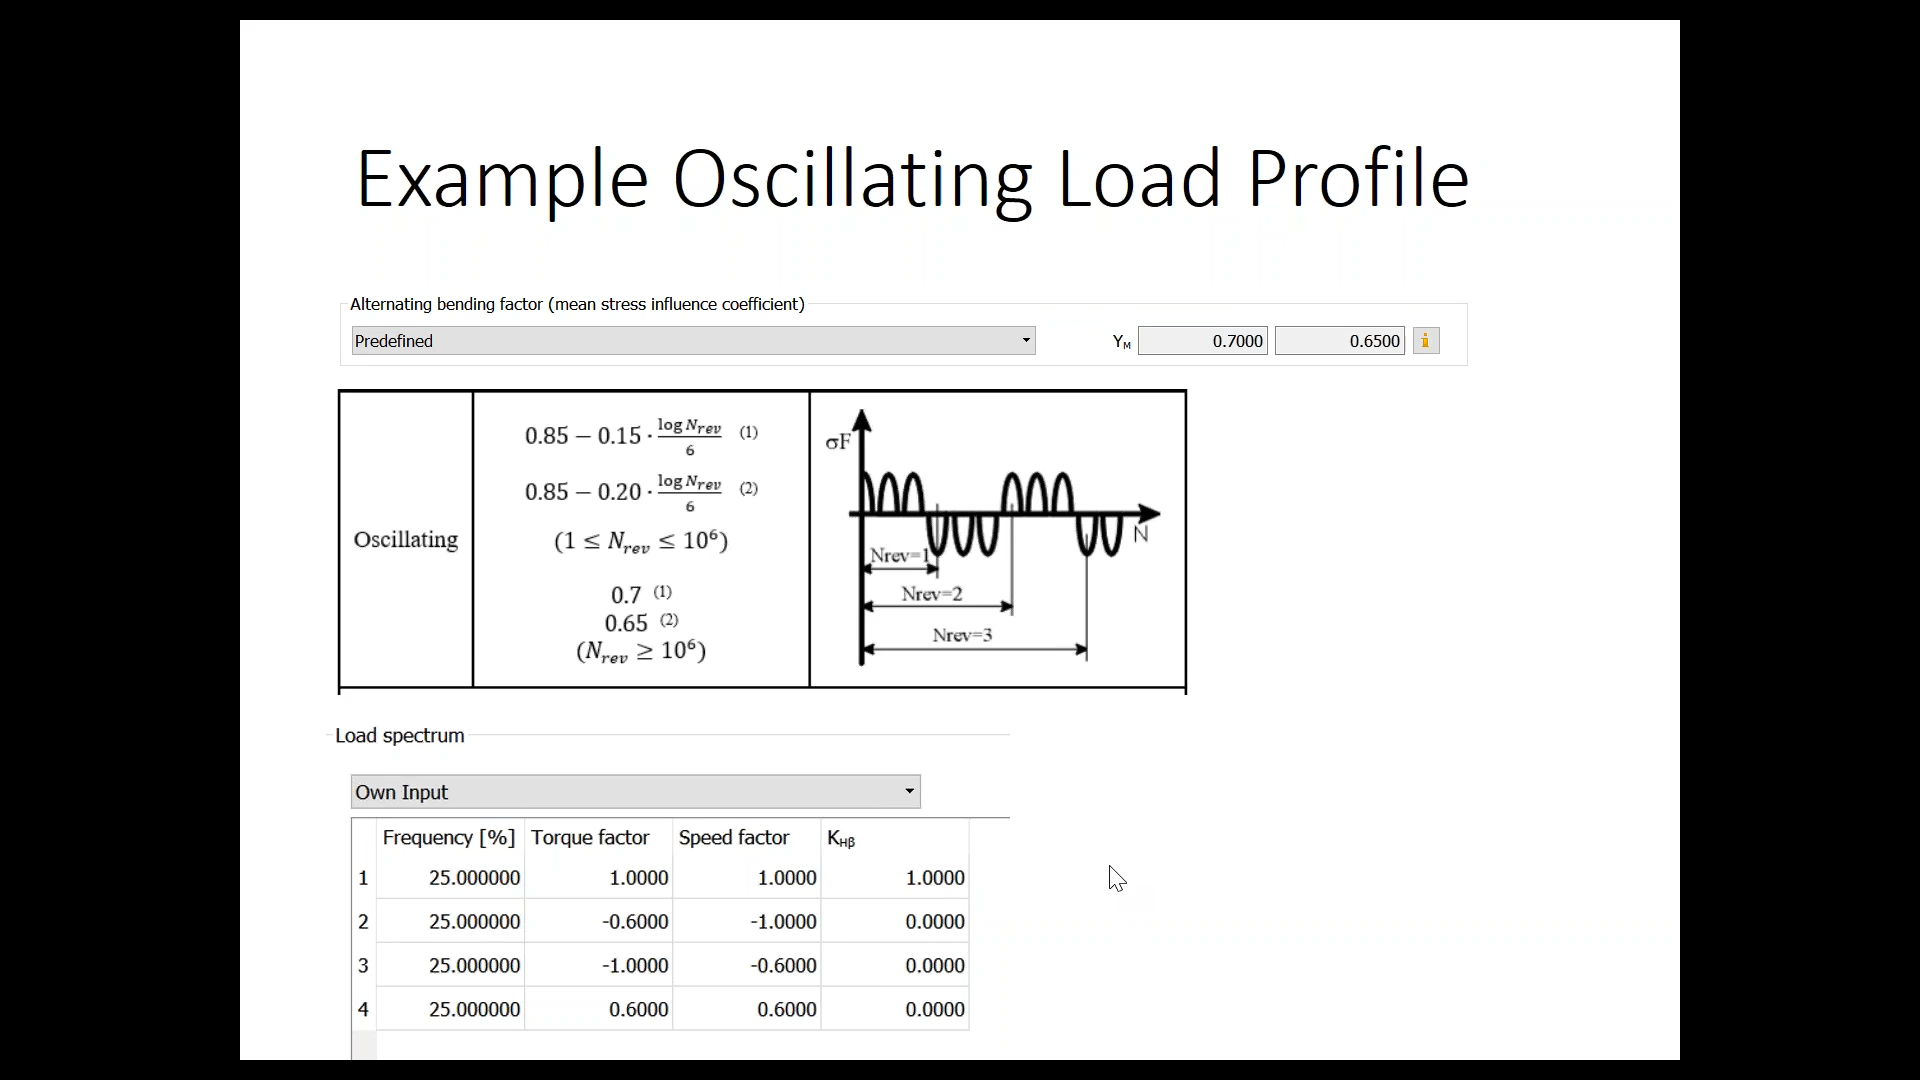 Example Oscillating Load Profile
Alternating bending factor (mean stress influence coefficient)
Predefined
YM 0.7000 0.6500 i
Oscillating
0.85 − 0.15 · log Nrev / 6 (1)
0.85 − 0.20 · log Nrev / 6 (2)
(1 ≤ Nrev ≤ 10⁶)
0.7 (1)
0.65 (2)
(Nrev ≥ 10⁶)
σF
N
Nrev=1
Nrev=2
Nrev=3
Load spectrum
Own Input
Frequency [%] Torque factor Speed factor KHβ
1 25.000000 1.0000 1.0000 1.0000
2 25.000000 -0.6000 -1.0000 0.0000
3 25.000000 -1.0000 -0.6000 0.0000
4 25.000000 0.6000 0.6000 0.0000